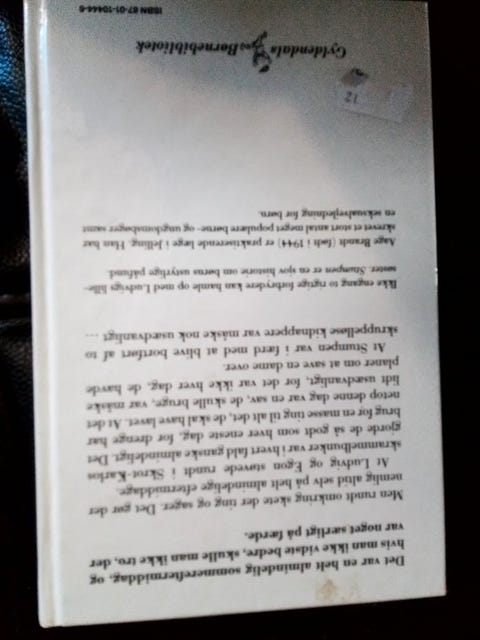 Det var en helt almindelig sommereftermiddag, og
hvis man ikke vidste bedre, skulle man ikke tro, der
var noget særligt på færde.
Men rundt omkring skete der ting og sager. Det gør der
nemlig altid selv på helt almindelige eftermiddage.
At Ludvig og Egon støvede rundt i Skrot-Karlos
skrammelbunker var i hvert fald ganske almindeligt. Det
gjorde de så godt som hver eneste dag, for drenge har
brug for en masse ting til alt det, de skal have lavet. At det
netop denne dag var en sav, de skulle bruge, var måske
lidt usædvanligt, for det var ikke hver dag, de havde
planer om at save en dame over.
At Stumpen var i færd med at blive bortført af to
skruppelløse kidnappere var måske nok usædvanligt ...
Ikke engang to rigtige forbrydere kan hamle op med Ludvigs lille-
søster. Stumpen er en sjov historie om børns ustyrlige påfund.
Aage Brandt (født i 1944) er praktiserende læge i Jelling. Han har
skrevet et stort antal meget populære børne- og ungdomsbøger samt
en seksualvejledning for børn.
12
Gyldendals Børnebibliotek
ISBN 87-01-10444-6